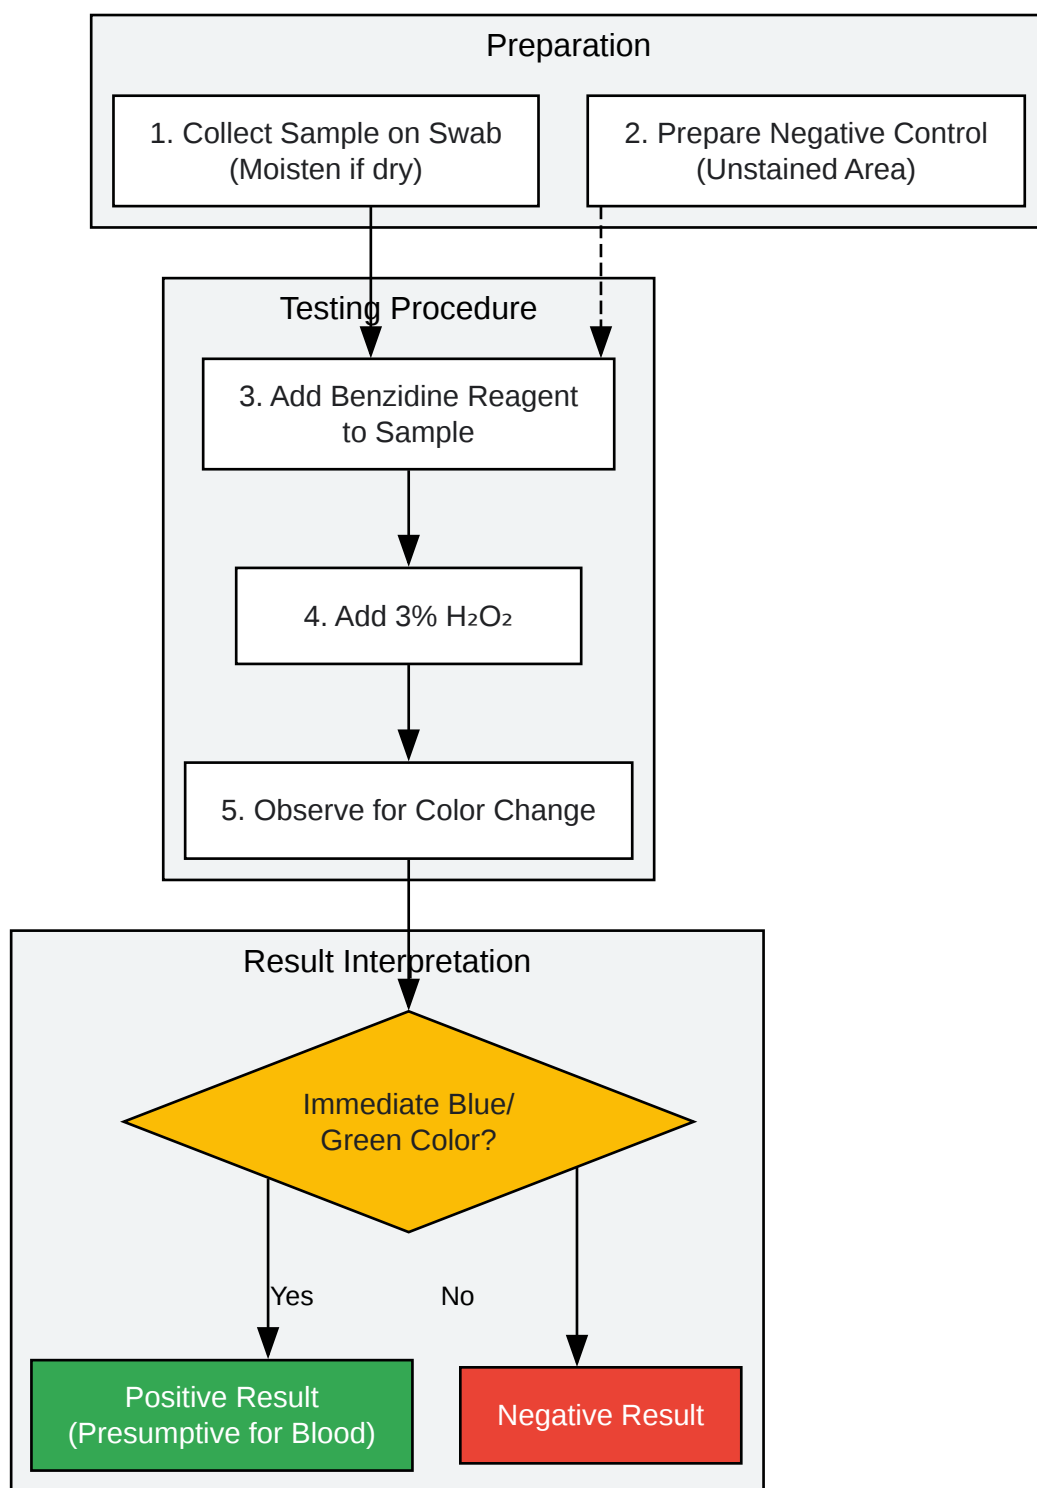 Preparation
1. Collect Sample on Swab
(Moisten if dry)
2. Prepare Negative Control
(Unstained Area)
Testing Procedure
3. Add Benzidine Reagent
to Sample
4. Add 3% H₂O₂
5. Observe for Color Change
Result Interpretation
Immediate Blue/
Green Color?
Yes
No
Positive Result
(Presumptive for Blood)
Negative Result